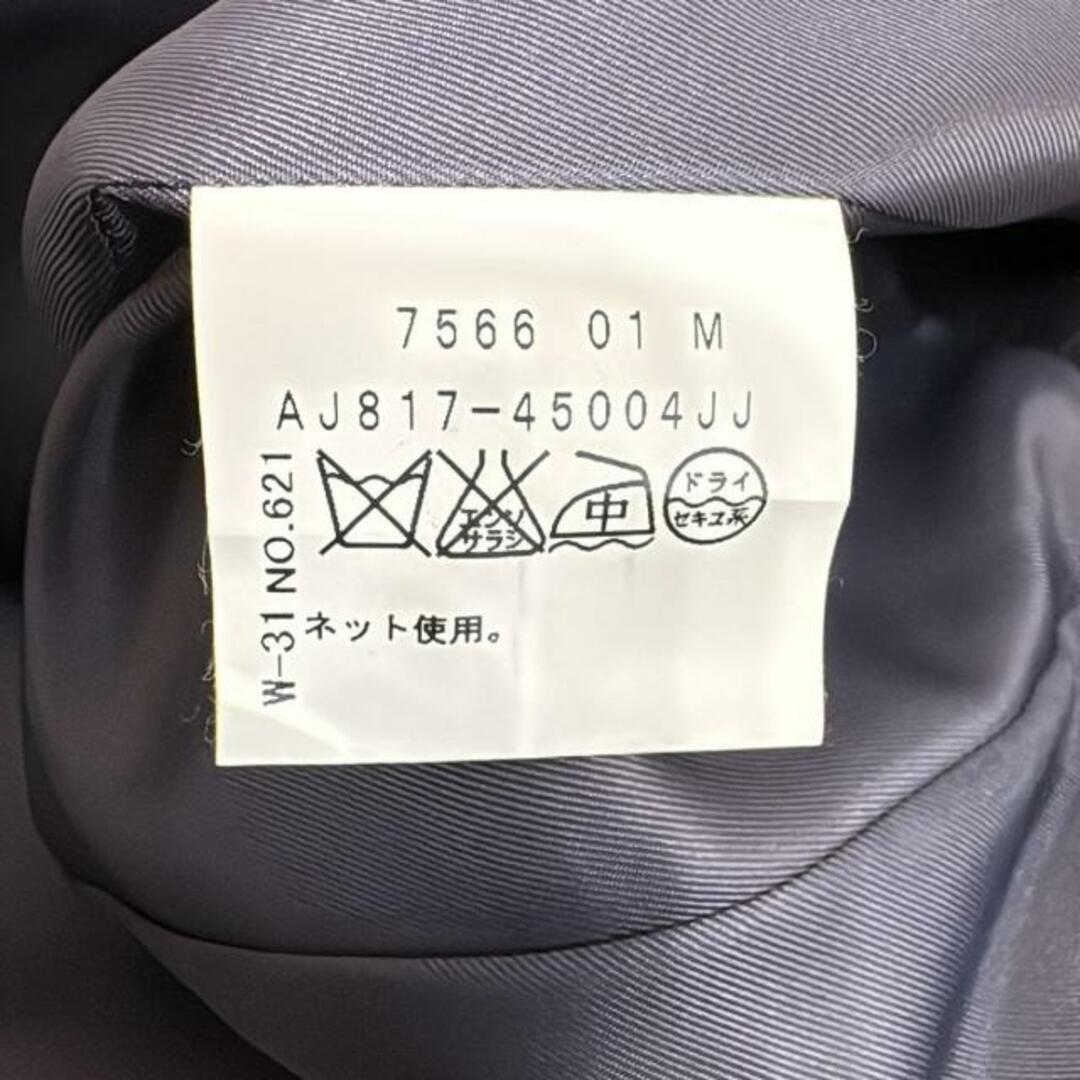 7566 01 M
AJ817-45004JJ
エンソ
サラシ
中
ドライ
セキユ系
ネット使用。
W-31 NO.621